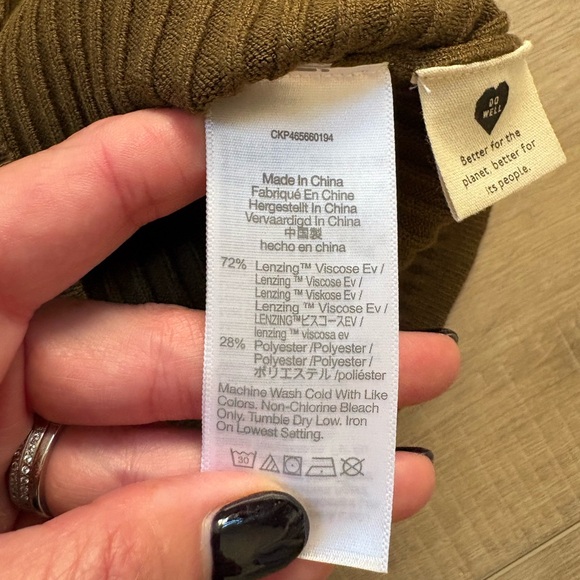 CKP465660194
Made In China
Fabriqué En Chine
Hergestellt In China
Vervaardigd In China
中国製
hecho en china
72% Lenzing™ Viscose Ev /
Lenzing™ Viscose Ev /
Lenzing™ Viskose Ev /
Lenzing™ Viscose Ev /
LENZING™ビスコースEV /
lenzing™ viscosa ev
28% Polyester /Polyester /
Polyester /Polyester /
ポリエステル /poliéster
Machine Wash Cold With Like
Colors. Non-Chlorine Bleach
Only. Tumble Dry Low. Iron
On Lowest Setting.
30
DO
WELL
Better for the
planet, better for
its people.